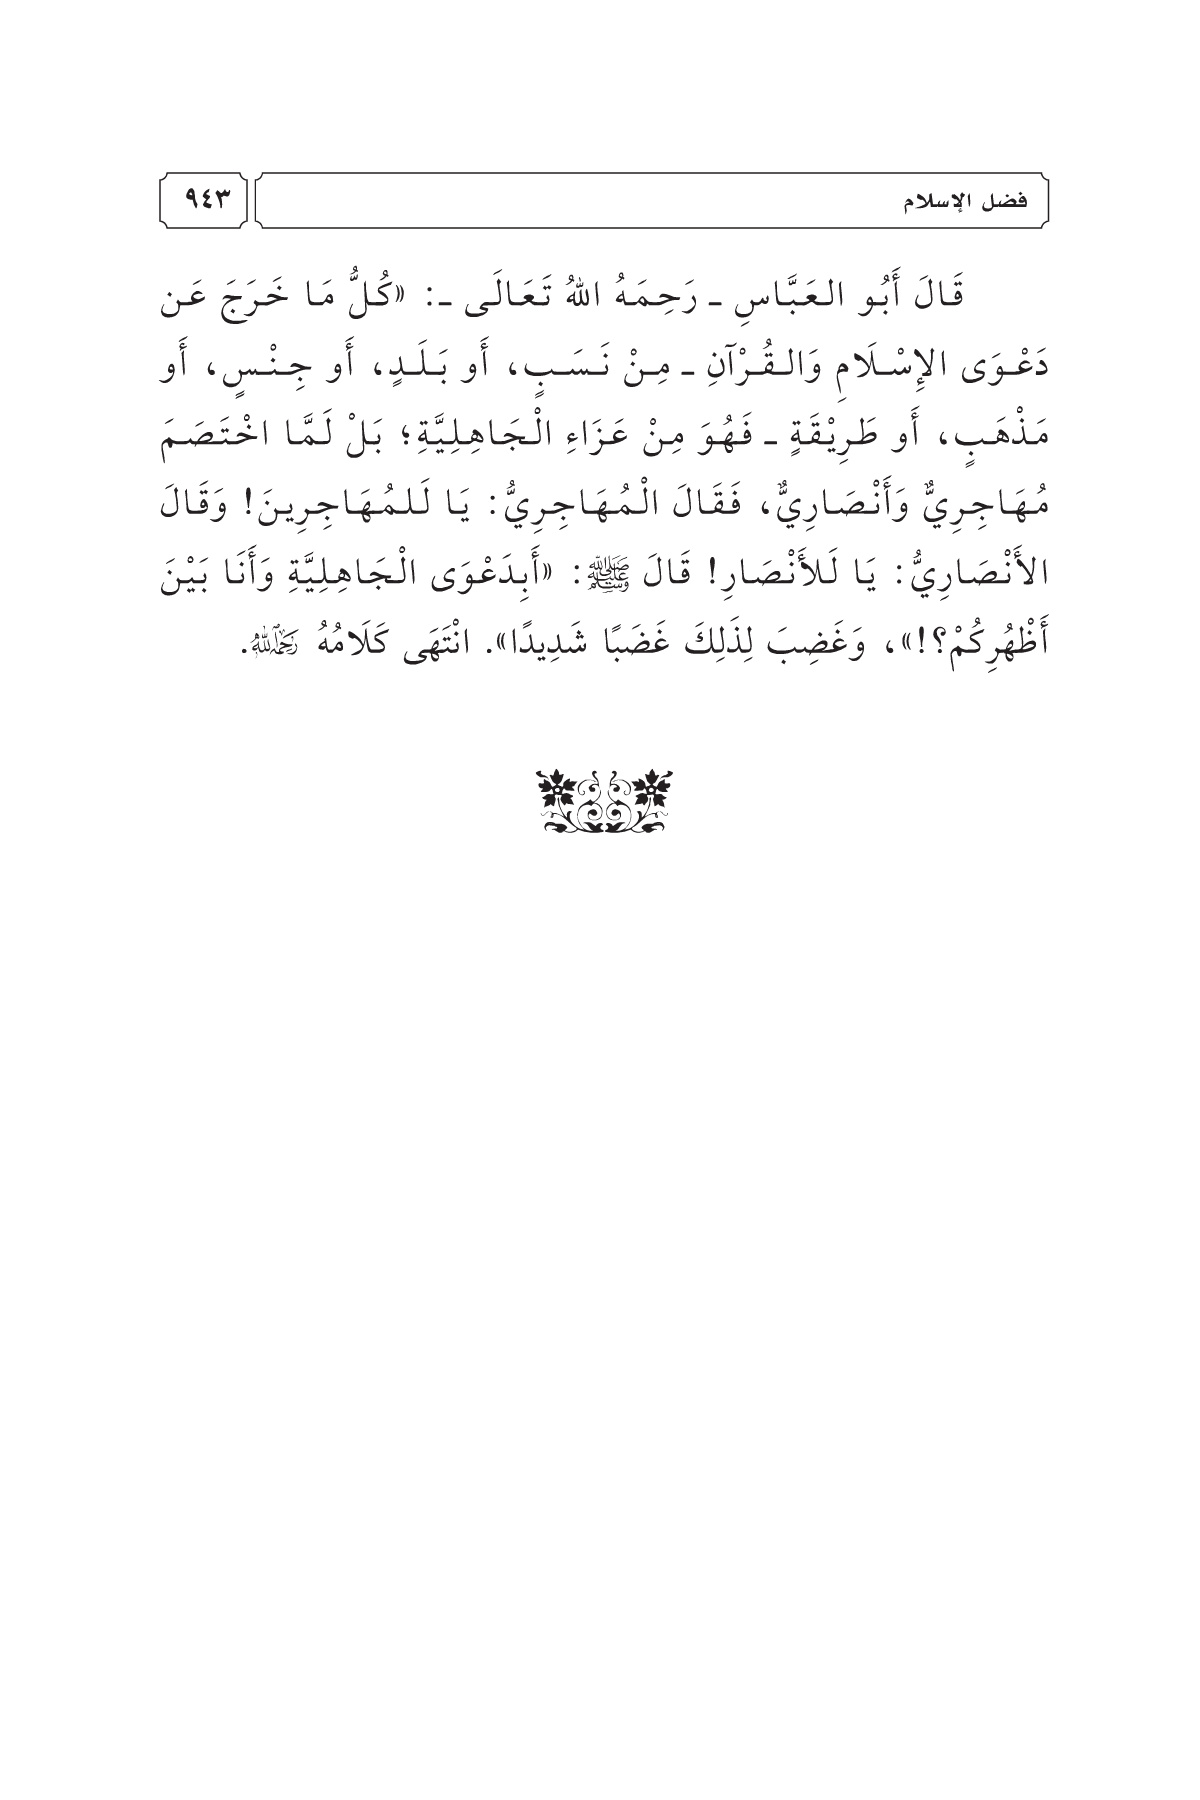 فضل الإسلام
٩٤٣
قَالَ أَبُو العَبَّاسِ ـ رَحِمَهُ اللهُ تَعَالَى ـ: «كُلُّ مَا خَرَجَ عَن
دَعْوَى الإِسْلَامِ وَالقُرْآنِ ـ مِنْ نَسَبٍ، أَو بَلَدٍ، أَو جِنْسٍ، أَو
مَذْهَبٍ، أَو طَرِيْقَةٍ ـ فَهُوَ مِنْ عَزَاءِ الْجَاهِلِيَّةِ؛ بَلْ لَمَّا اخْتَصَمَ
مُهَاجِرِيٌّ وَأَنْصَارِيٌّ، فَقَالَ الْمُهَاجِرِيُّ: يَا لَلمُهَاجِرِينَ! وَقَالَ
الأَنْصَارِيُّ: يَا لَلأَنْصَارِ! قَالَ ﷺ: «أَبِدَعْوَى الْجَاهِلِيَّةِ وَأَنَا بَيْنَ
أَظْهُرِكُمْ؟!»، وَغَضِبَ لِذَلِكَ غَضَبًا شَدِيدًا». انْتَهَى كَلَامُهُ رَحِمَهُ اللهُ.